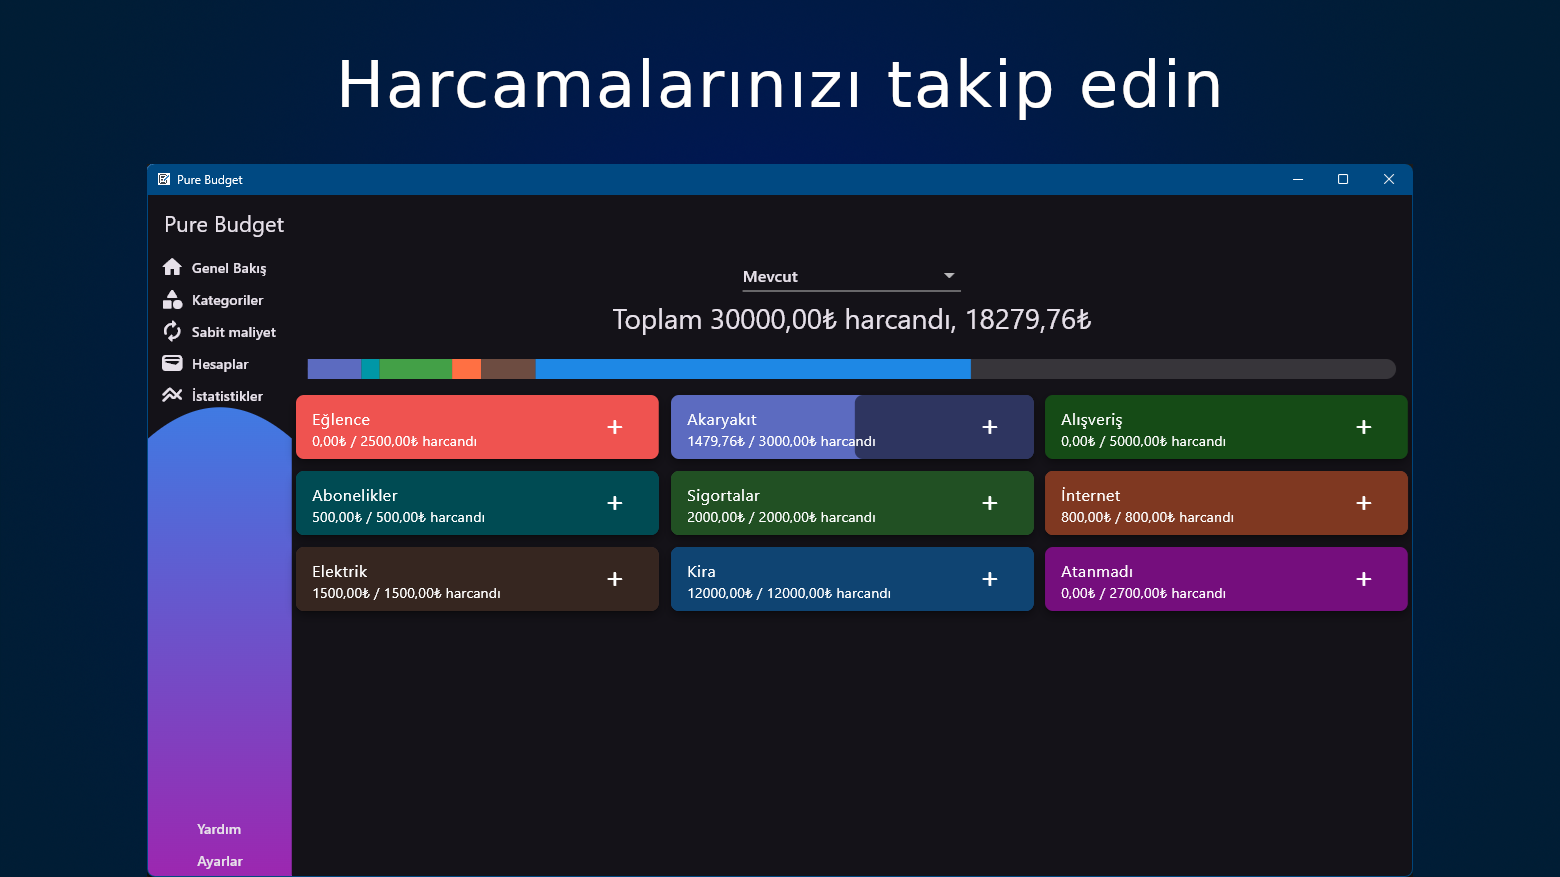 Harcamalarınızı takip edin
Pure Budget
Pure Budget
Genel Bakış
Kategoriler
Sabit maliyet
Hesaplar
İstatistikler
Yardım
Ayarlar
Mevcut
Toplam 30000,00₺ harcandı, 18279,76₺
Eğlence
0,00₺ / 2500,00₺ harcandı
Akaryakıt
1479,76₺ / 3000,00₺ harcandı
Alışveriş
0,00₺ / 5000,00₺ harcandı
Abonelikler
500,00₺ / 500,00₺ harcandı
Sigortalar
2000,00₺ / 2000,00₺ harcandı
İnternet
800,00₺ / 800,00₺ harcandı
Elektrik
1500,00₺ / 1500,00₺ harcandı
Kira
12000,00₺ / 12000,00₺ harcandı
Atanmadı
0,00₺ / 2700,00₺ harcandı